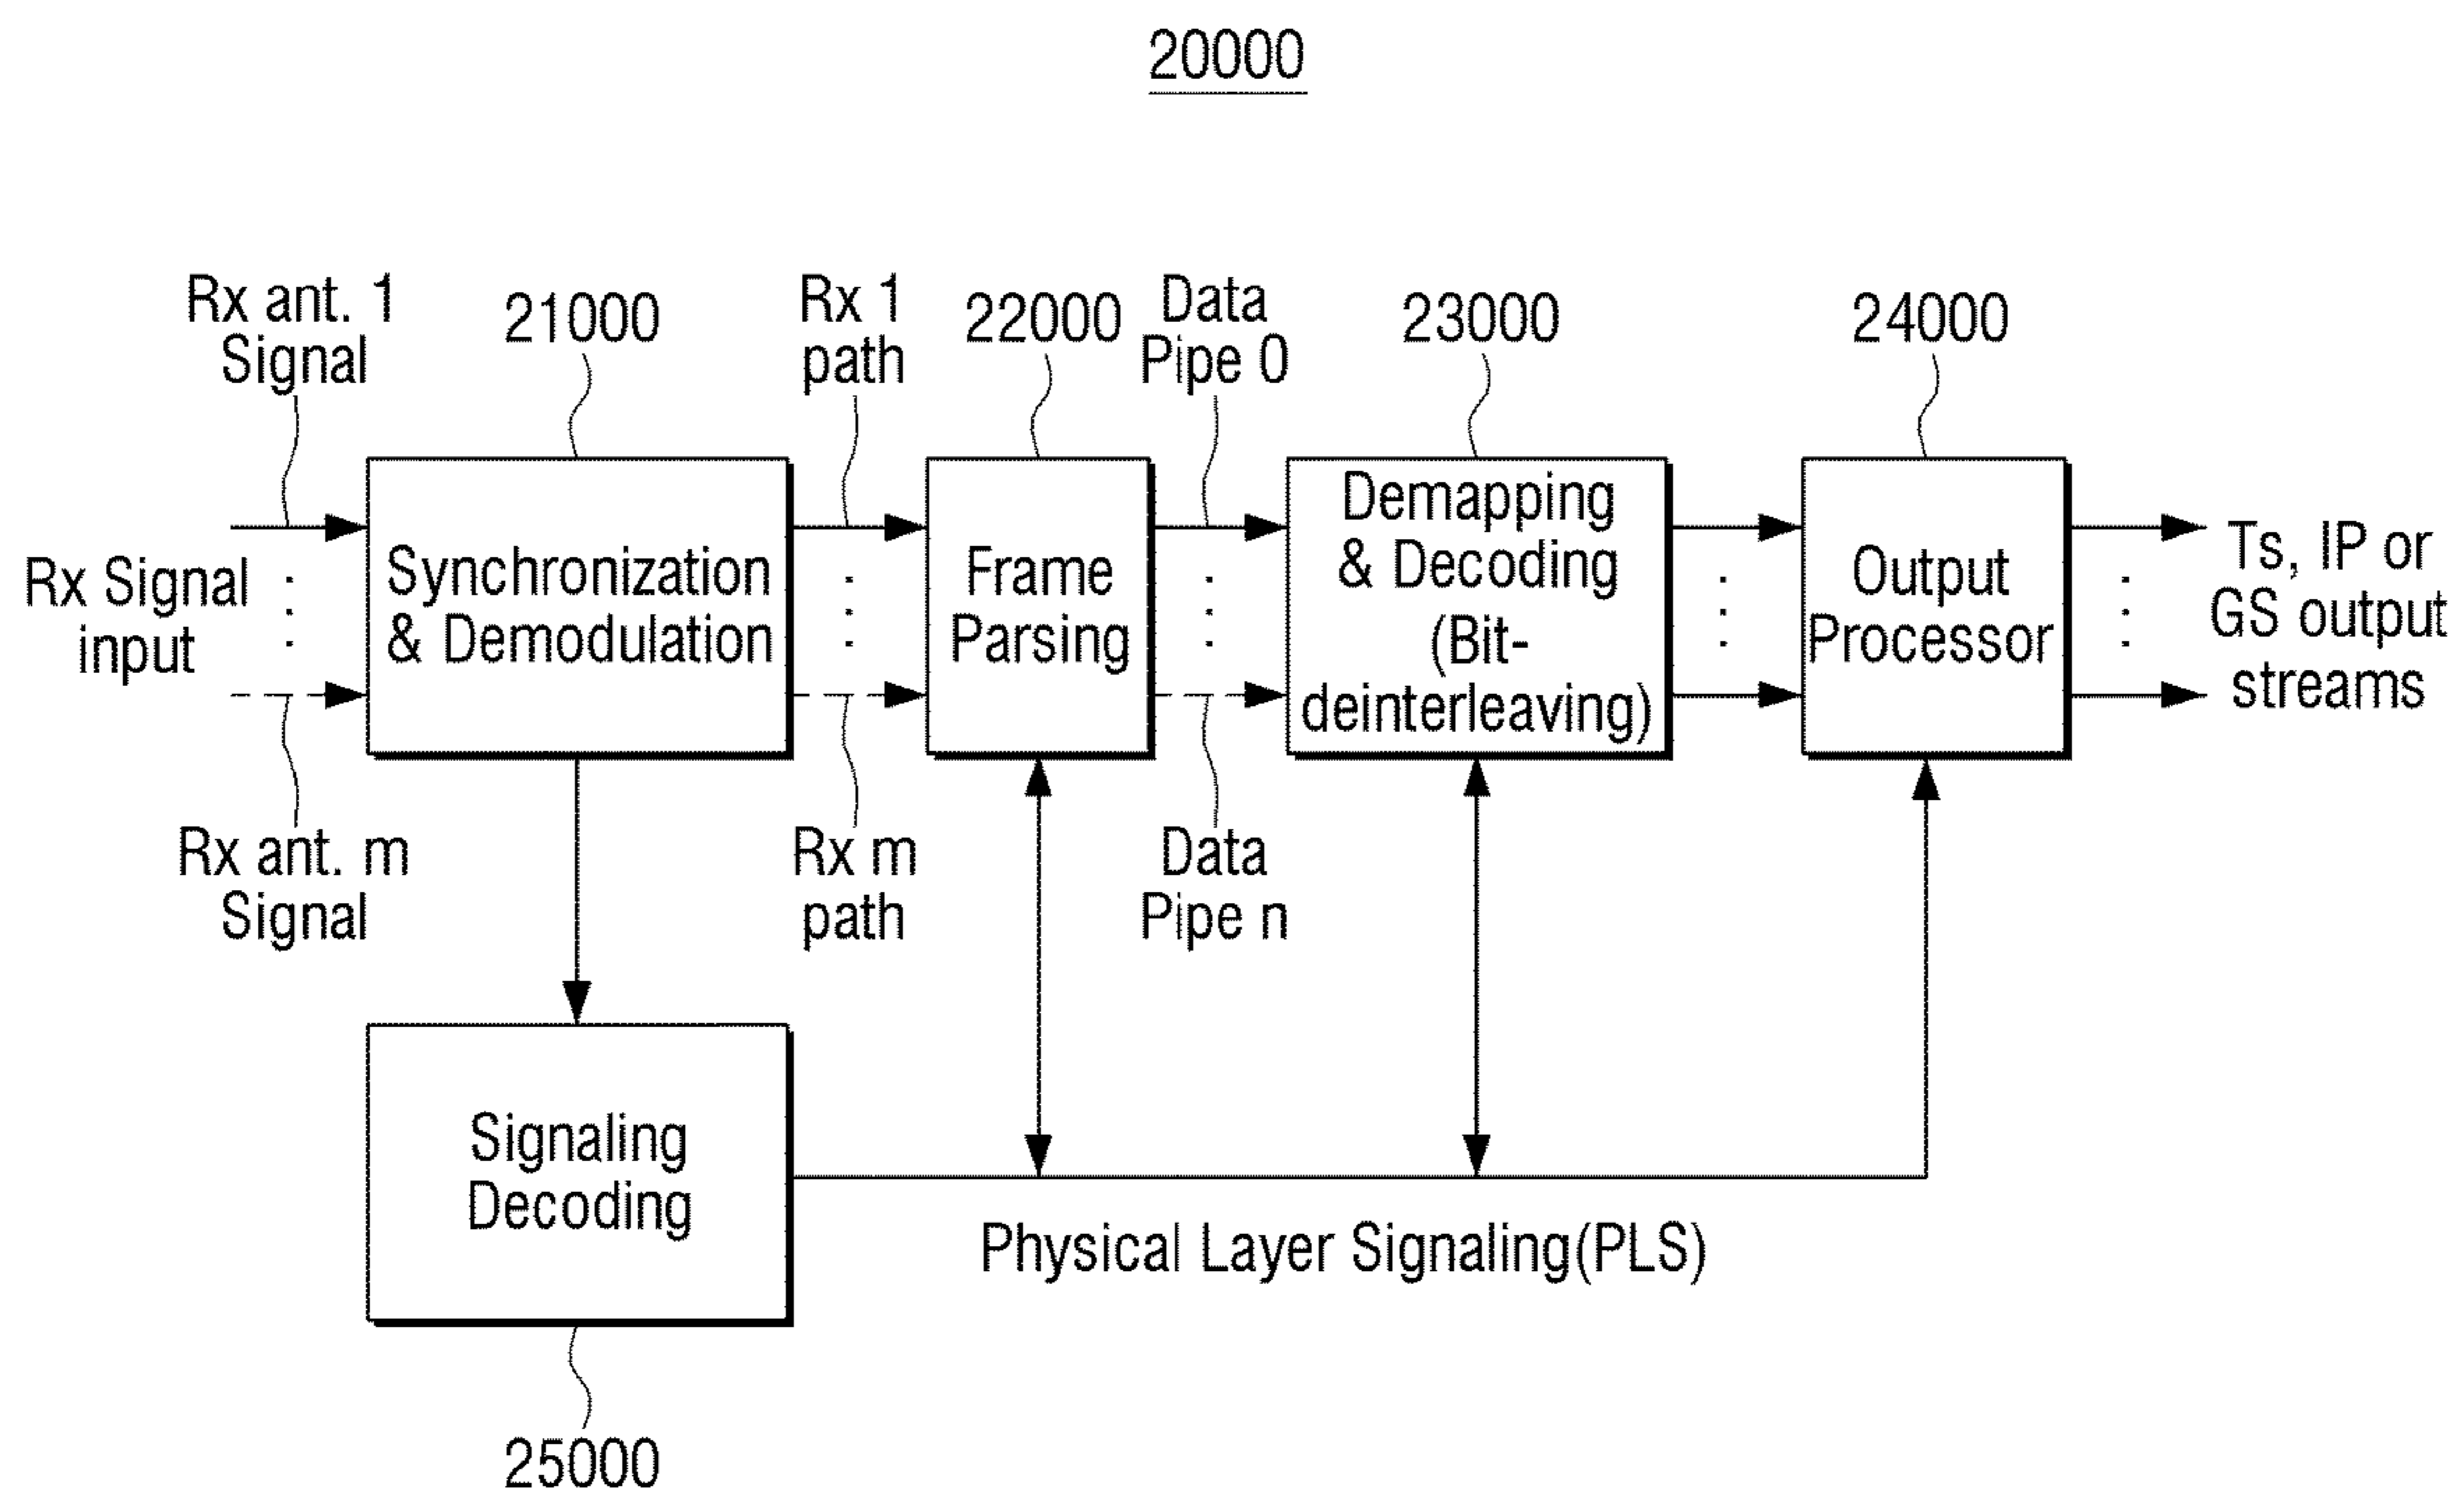 20000
Rx ant. 1
Signal
21000
Rx 1
path
22000
Data
Pipe 0
23000
24000
Rx Signal
input
Synchronization
& Demodulation
Frame
Parsing
Demapping
& Decoding
(Bit-
deinterleaving)
Output
Processor
Ts, IP or
GS output
streams
Rx ant. m
Signal
Rx m
path
Data
Pipe n
Signaling
Decoding
Physical Layer Signaling(PLS)
25000